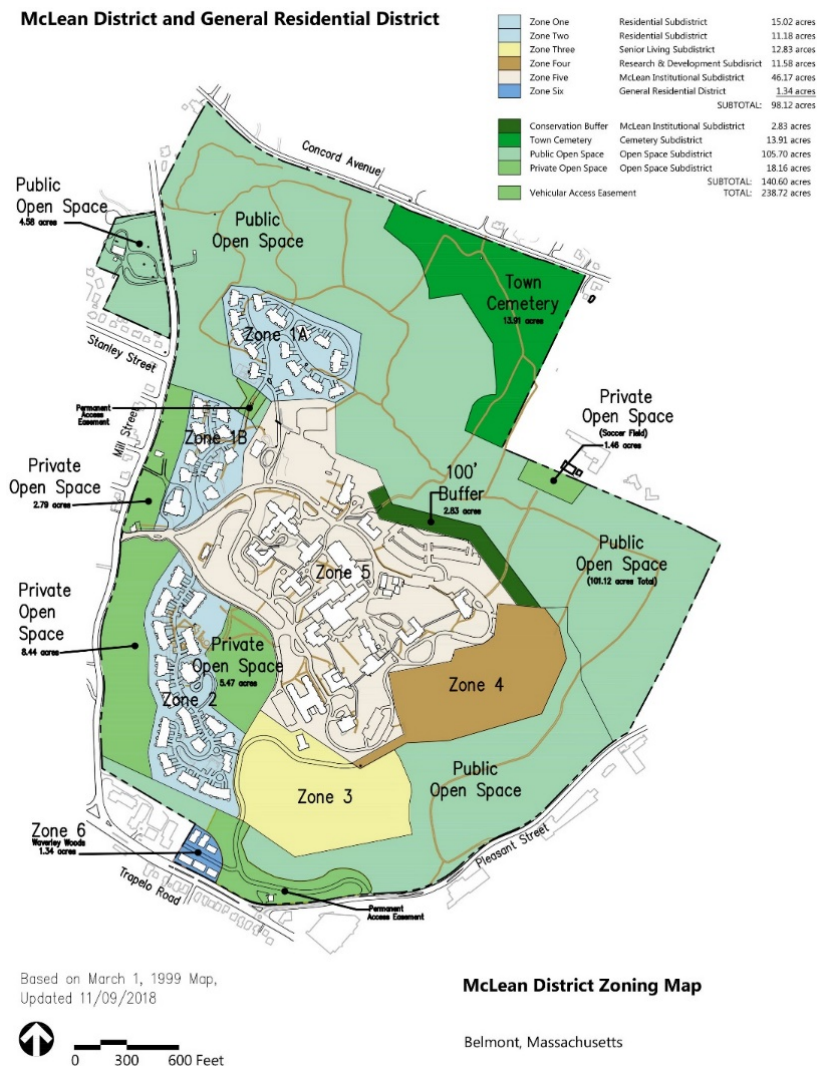 McLean District and General Residential District
Zone One Residential Subdistrict 15.02 acres
Zone Two Residential Subdistrict 11.18 acres
Zone Three Senior Living Subdistrict 12.83 arces
Zone Four Research & Development Subdisrict 11.58 arces
Zone Five McLean Institutional Subdistrict 46.17 acres
Zone Six General Residential District 1.34 acres
SUBTOTAL: 98.12 acres
Conservation Buffer McLean Institutional Subdistrict 2.83 acres
Town Cemetery Cemetery Subdistrict 13.91 acres
Public Open Space Open Space Subdistrict 105.70 acres
Private Open Space Open Space Subdistrict 18.16 acres
SUBTOTAL: 140.60 acres
Vehicular Access Easement TOTAL: 238.72 acres
Concord Avenue
Public
Open Space
4.58 acres
Public
Open Space
Town
Cemetery
13.91 acres
Stanley Street
Zone 1A
Mill Street
Permanent
Access
Easement
Zone 1B
Private
Open Space
(Soccer Field)
1.46 acres
Private
Open Space
2.79 acres
100'
Buffer
2.83 acres
Public
Open Space
(101.12 acres Total)
Zone 5
Private
Open
Space
8.44 acres
Private
Open Space
5.47 acres
Zone 2
Zone 4
Zone 3
Public
Open Space
Zone 6
Waverley Woods
1.34 acres
Trapelo Road
Pleasant Street
Permanent
Access Easement
Based on March 1, 1999 Map,
Updated 11/09/2018
McLean District Zoning Map
Belmont, Massachusetts
0 300 600 Feet